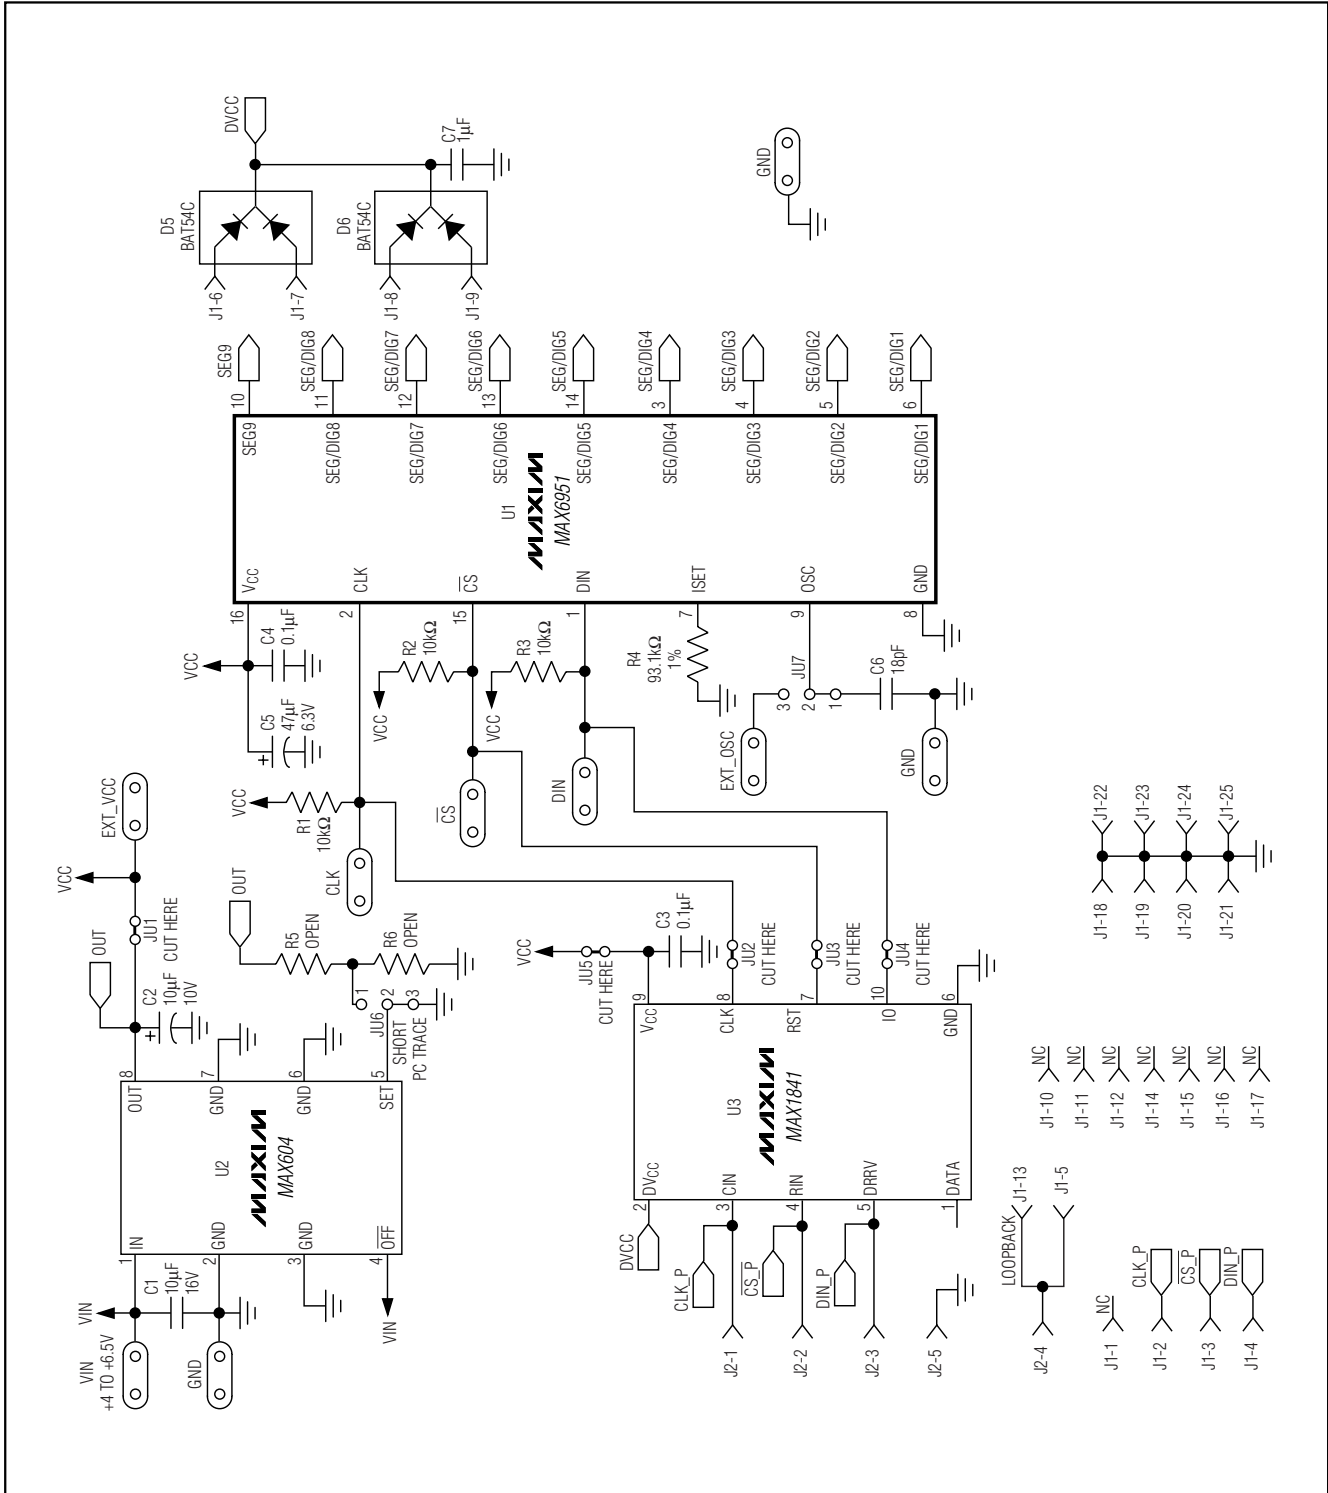 VIN
+4 TO +6.5V
GND
VIN
C1
10µF
16V
VIN
1
IN
2
GND
3
GND
4
OFF
U2
MAXIM
MAX604
OUT
8
GND
7
GND
6
SET
5
OUT
C2
10µF
10V
JU1
CUT HERE
VCC
EXT_VCC
JU6
1
2
3
SHORT
PC TRACE
OUT
R5
OPEN
R6
OPEN
VCC
R1
10kΩ
CLK
VCC
C5
47µF
6.3V
C4
0.1µF
VCC
R2
10kΩ
CS
VCC
R3
10kΩ
DIN
R4
93.1kΩ
1%
EXT_OSC
JU7
3
2
1
C6
18pF
GND
16
VCC
2
CLK
15
CS
1
DIN
7
ISET
9
OSC
8
GND
U1
MAXIM
MAX6951
SEG9
10
SEG9
SEG/DIG8
11
SEG/DIG8
SEG/DIG7
12
SEG/DIG7
SEG/DIG6
13
SEG/DIG6
SEG/DIG5
14
SEG/DIG5
SEG/DIG4
3
SEG/DIG4
SEG/DIG3
4
SEG/DIG3
SEG/DIG2
5
SEG/DIG2
SEG/DIG1
6
SEG/DIG1
J1-6
J1-7
D5
BAT54C
DVCC
J1-8
J1-9
D6
BAT54C
C7
1µF
GND
DVCC
CLK_P
CS_P
DIN_P
J2-1
J2-2
J2-3
J2-5
2
DVCC
3
CIN
4
RIN
5
DRRV
1
DATA
U3
MAXIM
MAX1841
VCC
9
CLK
8
RST
7
IO
10
GND
6
VCC
JU5
CUT HERE
C3
0.1µF
JU2
CUT HERE
JU3
CUT HERE
JU4
CUT HERE
J2-4
LOOPBACK
J1-13
J1-5
J1-1
NC
J1-2
CLK_P
J1-3
CS_P
J1-4
DIN_P
J1-10
NC
J1-11
NC
J1-12
NC
J1-14
NC
J1-15
NC
J1-16
NC
J1-17
NC
J1-18
J1-22
J1-19
J1-23
J1-20
J1-24
J1-21
J1-25